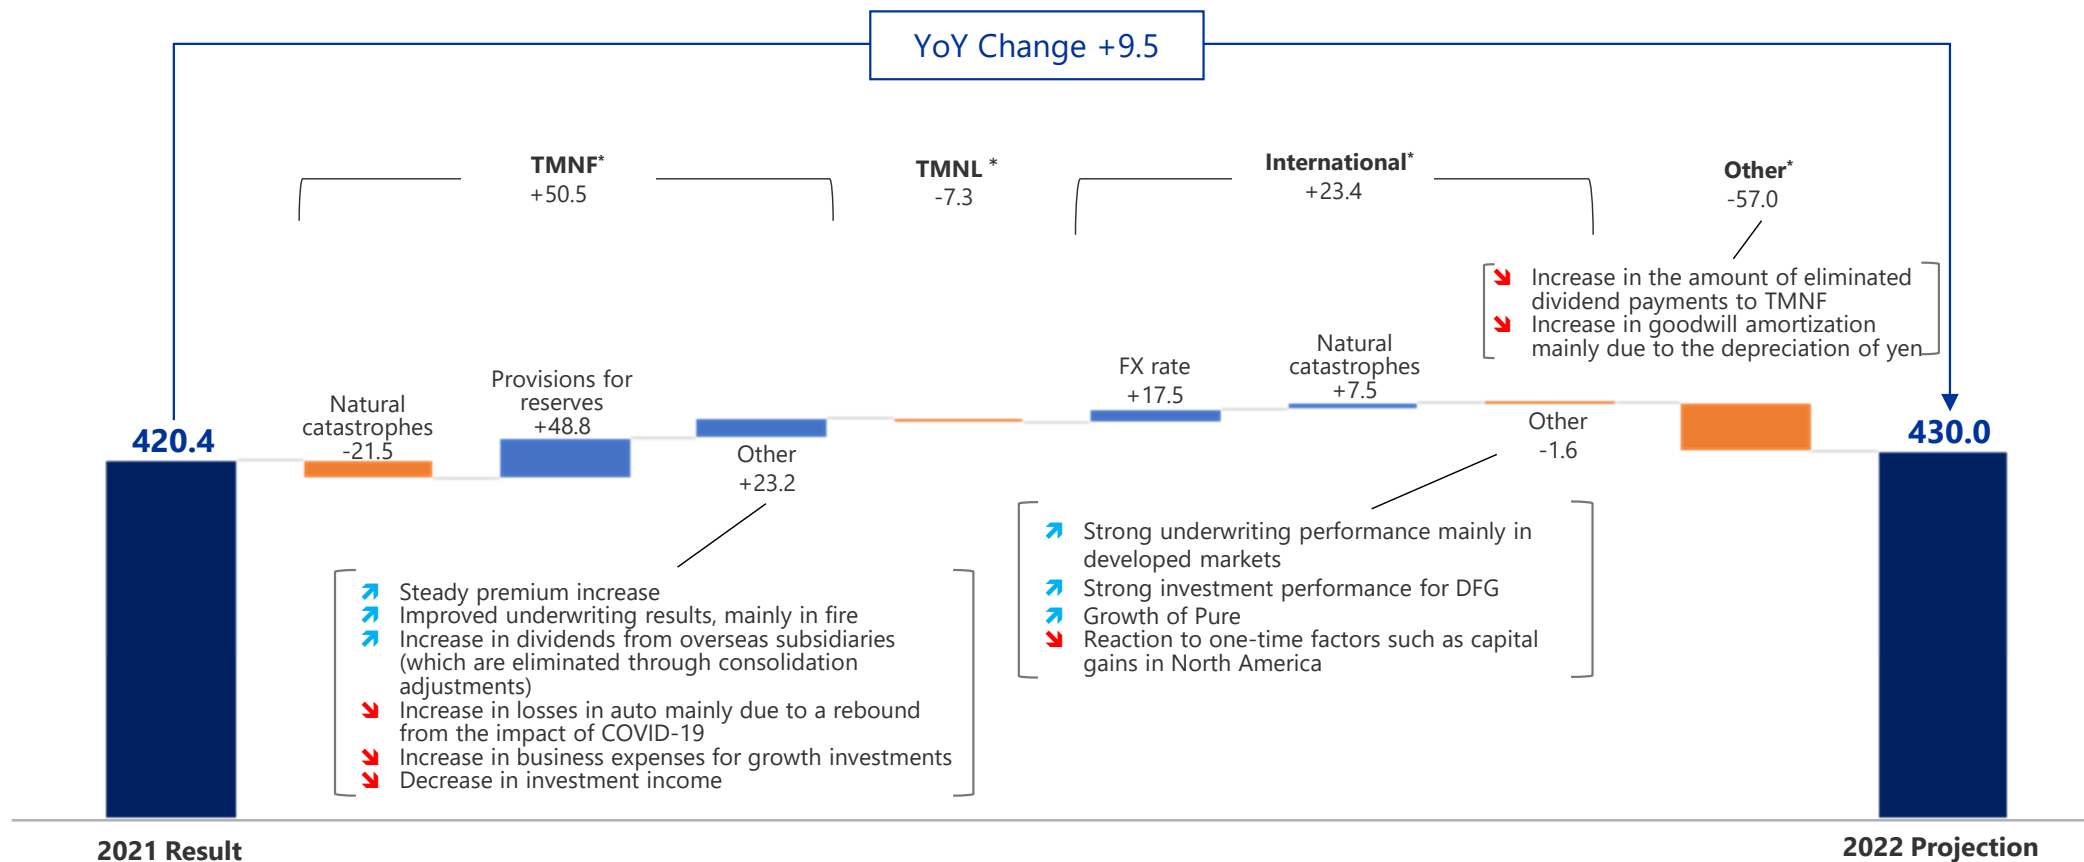 YoY Change +9.5
TMNF*
+50.5
TMNL *
-7.3
International*
+23.4
Other*
-57.0
Increase in the amount of eliminated
dividend payments to TMNF
Increase in goodwill amortization
mainly due to the depreciation of yen
420.4
Natural
catastrophes
-21.5
Provisions for
reserves
+48.8
Other
+23.2
FX rate
+17.5
Natural
catastrophes
+7.5
Other
-1.6
430.0
Steady premium increase
Improved underwriting results, mainly in fire
Increase in dividends from overseas subsidiaries
(which are eliminated through consolidation
adjustments)
Increase in losses in auto mainly due to a rebound
from the impact of COVID-19
Increase in business expenses for growth investments
Decrease in investment income
Strong underwriting performance mainly in
developed markets
Strong investment performance for DFG
Growth of Pure
Reaction to one-time factors such as capital
gains in North America
2021 Result
2022 Projection